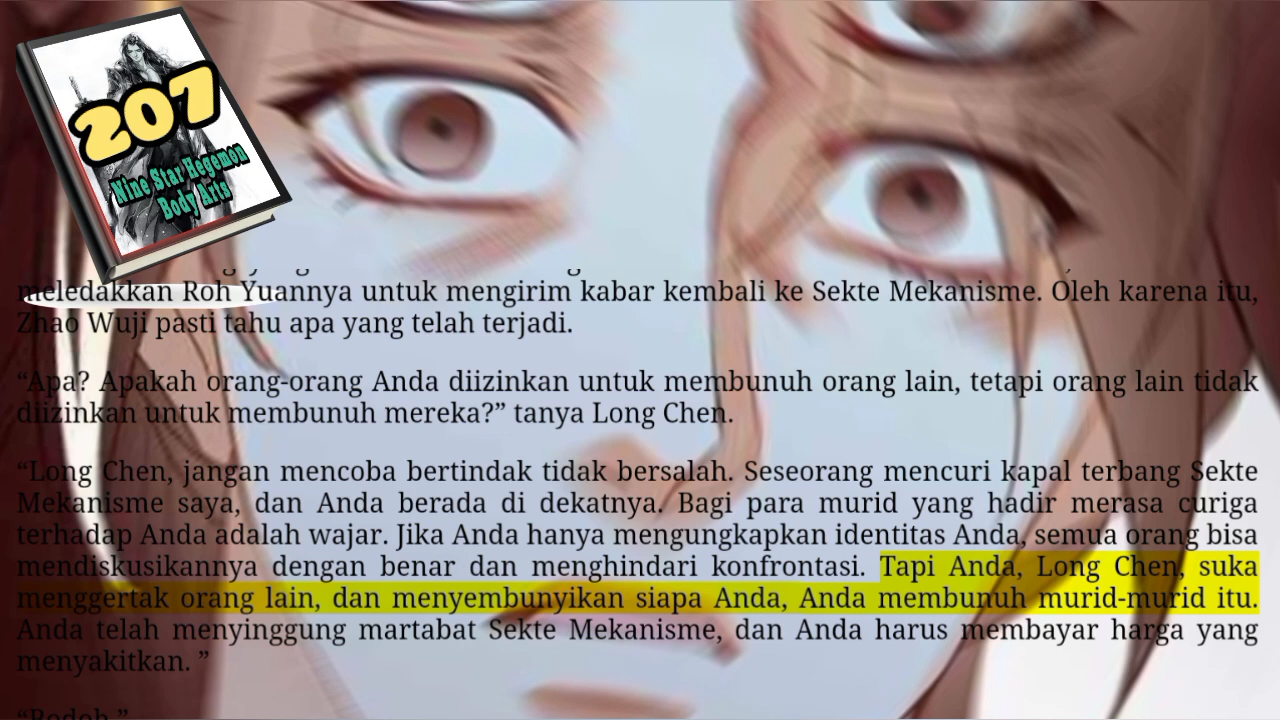 207
Nine Star Hegemon
Body Arts
meledakkan Roh Yuannya untuk mengirim kabar kembali ke Sekte Mekanisme. Oleh karena itu,
Zhao Wuji pasti tahu apa yang telah terjadi.
“Apa? Apakah orang-orang Anda diizinkan untuk membunuh orang lain, tetapi orang lain tidak
diizinkan untuk membunuh mereka?” tanya Long Chen.
“Long Chen, jangan mencoba bertindak tidak bersalah. Seseorang mencuri kapal terbang Sekte
Mekanisme saya, dan Anda berada di dekatnya. Bagi para murid yang hadir merasa curiga
terhadap Anda adalah wajar. Jika Anda hanya mengungkapkan identitas Anda, semua orang bisa
mendiskusikannya dengan benar dan menghindari konfrontasi. Tapi Anda, Long Chen, suka
menggertak orang lain, dan menyembunyikan siapa Anda, Anda membunuh murid-murid itu.
Anda telah menyinggung martabat Sekte Mekanisme, dan Anda harus membayar harga yang
menyakitkan. ”